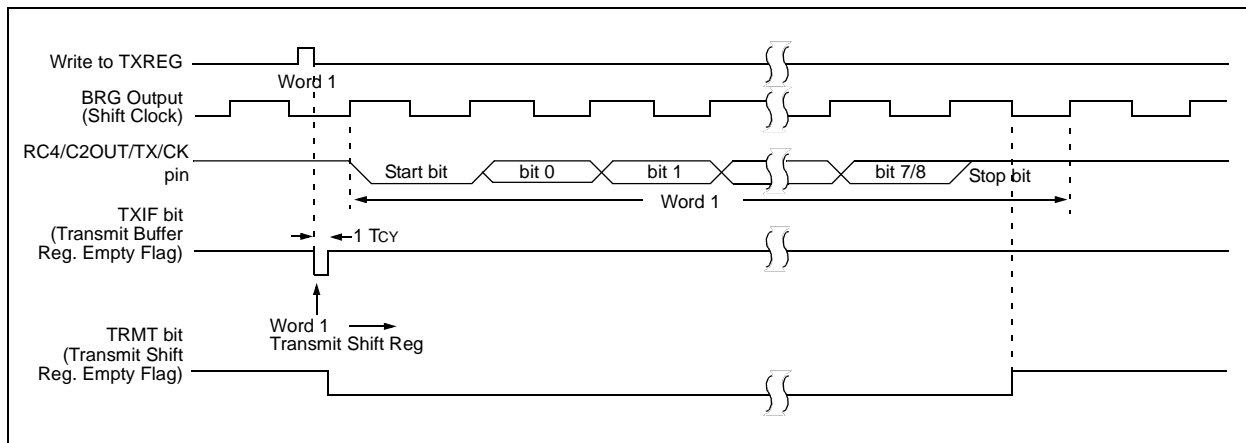 Write to TXREG
Word 1
BRG Output
(Shift Clock)
RC4/C2OUT/TX/CK
pin
Start bit
bit 0
bit 1
bit 7/8
Stop bit
Word 1
TXIF bit
(Transmit Buffer
Reg. Empty Flag)
1 TCY
Word 1
Transmit Shift Reg
TRMT bit
(Transmit Shift
Reg. Empty Flag)